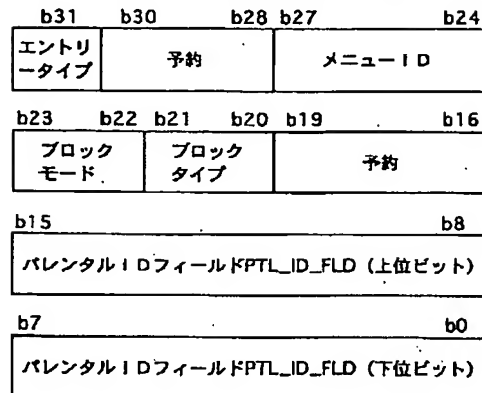 b31 b30 b28 b27 b24
エントリ
ータイプ
予約
メニューID
b23 b22 b21 b20 b19 b16
ブロック
モード
ブロック
タイプ
予約
b15 b8
パレンタルIDフィールドPTL_ID_FLD（上位ビット）
b7 b0
パレンタルIDフィールドPTL_ID_FLD（下位ビット）